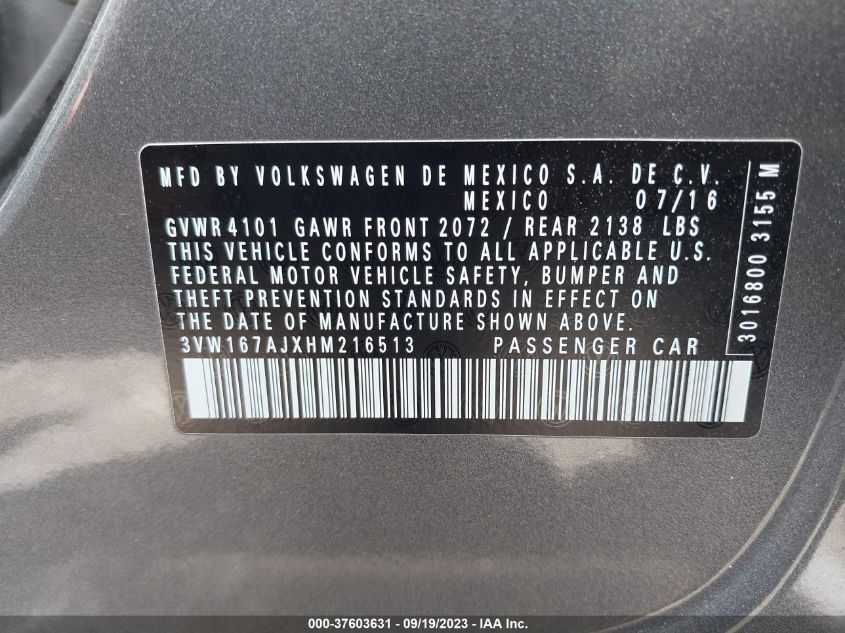 MFD BY VOLKSWAGEN DE MEXICO S.A. DE C.V.
MEXICO 07/16
GVWR 4101 GAWR FRONT 2072 / REAR 2138 LBS
THIS VEHICLE CONFORMS TO ALL APPLICABLE U.S.
FEDERAL MOTOR VEHICLE SAFETY, BUMPER AND
THEFT PREVENTION STANDARDS IN EFFECT ON
THE DATE OF MANUFACTURE SHOWN ABOVE.
3VW167AJXHM216513 PASSENGER CAR
3016800 3155 M
000-37603631 - 09/19/2023 - IAA Inc.